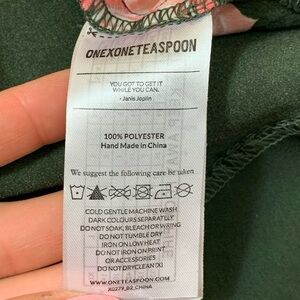 ONEXONETEASPOON
YOU GOT TO GET IT
WHILE YOU CAN.
- Janis Joplin
100% POLYESTER
Hand Made in China
We suggest the following care be taken
COLD GENTLE MACHINE WASH
DARK COLOURS SEPARATELY
DO NOT SOAK, BLEACH OR WRING
DO NOT TUMBLE DRY
IRON ON LOW HEAT
DO NOT IRON ON PRINT
OR ACCESSORIES
DO NOT DRYCLEAN (X)
WWW.ONETEASPOON.COM